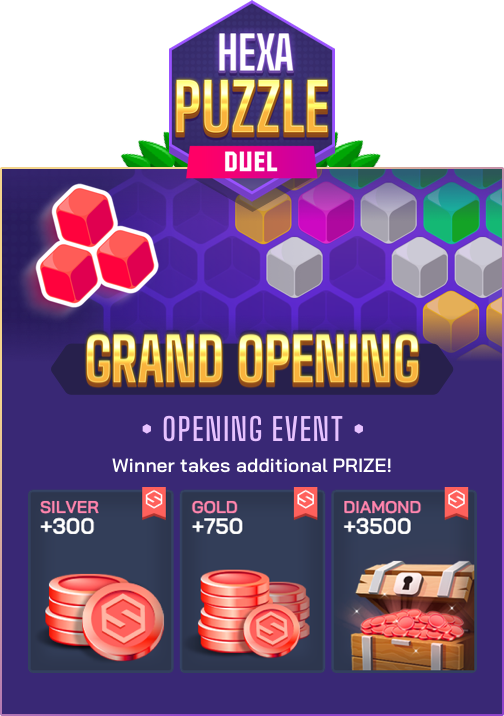 HEXA
PUZZLE
DUEL
GRAND OPENING
• OPENING EVENT •
Winner takes additional PRIZE!
SILVER
+300
GOLD
+750
DIAMOND
+3500